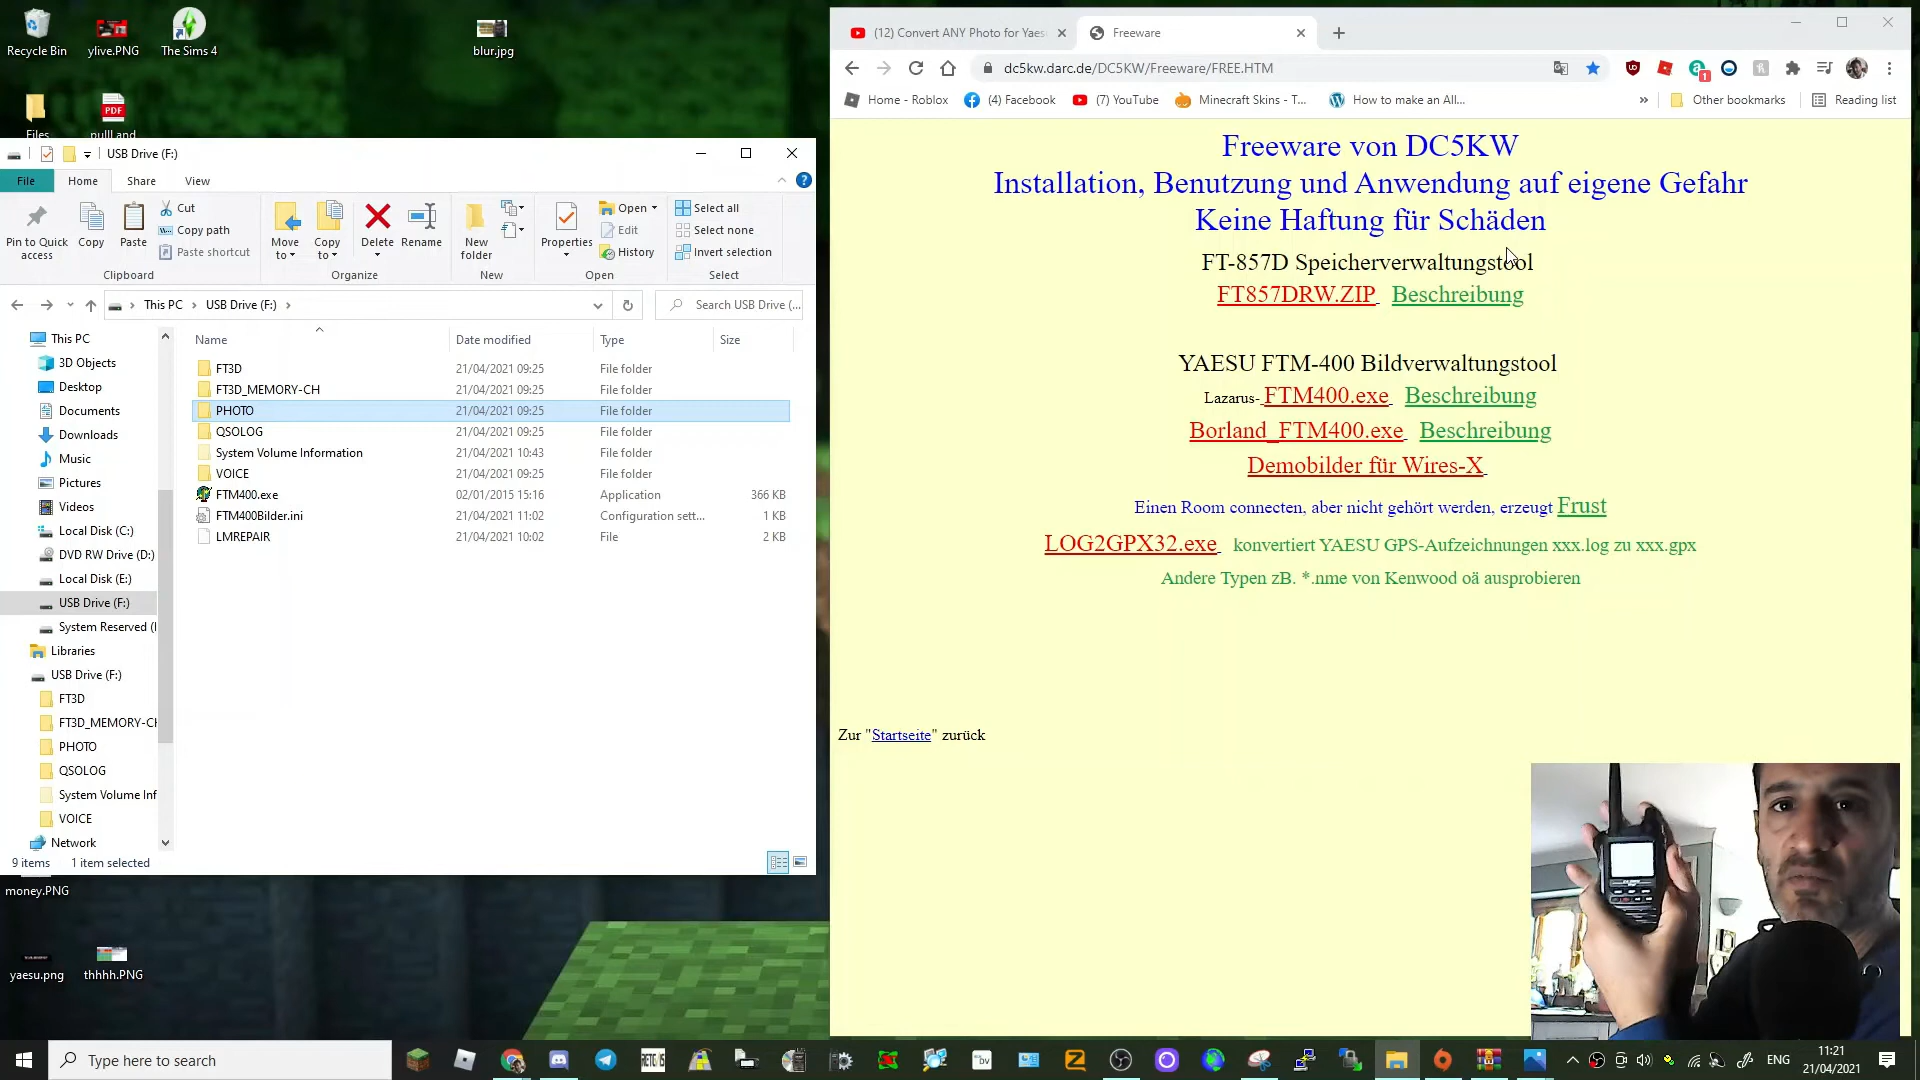 Recycle Bin
ylive.PNG
The Sims 4
blur.jpg
Files
PDF
USB Drive (F:)
File
Home
Share
View
Pin to Quick access
Copy
Paste
Cut
Copy path
Paste shortcut
Move to
Copy to
Delete
Rename
New folder
Properties
Open
Edit
History
Select all
Select none
Invert selection
Clipboard
Organize
New
Open
Select
This PC
USB Drive (F:)
Search USB Drive (...
Name
Date modified
Type
Size
FT3D 21/04/2021 09:25 File folder
FT3D_MEMORY-CH 21/04/2021 09:25 File folder
PHOTO 21/04/2021 09:25 File folder
QSOLOG 21/04/2021 09:25 File folder
System Volume Information 21/04/2021 10:43 File folder
VOICE 21/04/2021 09:25 File folder
FTM400.exe 02/01/2015 15:16 Application 366 KB
FTM400Bilder.ini 21/04/2021 11:02 Configuration sett... 1 KB
LMREPAIR 21/04/2021 10:02 File 2 KB
This PC
3D Objects
Desktop
Documents
Downloads
Music
Pictures
Videos
Local Disk (C:)
DVD RW Drive (D:)
Local Disk (E:)
USB Drive (F:)
System Reserved (
Libraries
USB Drive (F:)
FT3D
FT3D_MEMORY-CH
PHOTO
QSOLOG
System Volume Inf
VOICE
Network
9 items 1 item selected
money.PNG
yaesu.png
thhhh.PNG
(12) Convert ANY Photo for Yaes
Freeware
dc5kw.darc.de/DC5KW/Freeware/FREE.HTM
Home - Roblox
(4) Facebook
(7) YouTube
Minecraft Skins - T...
How to make an All...
Other bookmarks
Reading list
Freeware von DC5KW
Installation, Benutzung und Anwendung auf eigene Gefahr
Keine Haftung für Schäden
FT-857D Speicherverwaltungstool
FT857DRW.ZIP Beschreibung
YAESU FTM-400 Bildverwaltungstool
Lazarus- FTM400.exe Beschreibung
Borland_FTM400.exe Beschreibung
Demobilder für Wires-X
Einen Room connecten, aber nicht gehört werden, erzeugt Frust
LOG2GPX32.exe konvertiert YAESU GPS-Aufzeichnungen xxx.log zu xxx.gpx
Andere Typen zB. *.nme von Kenwood oä ausprobieren
Zur "Startseite" zurück
Type here to search
ENG
11:21
21/04/2021